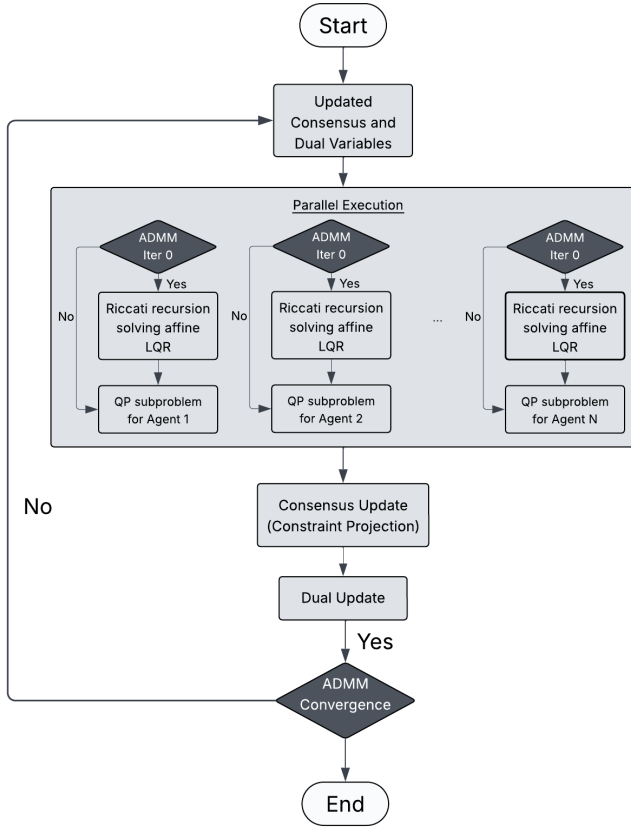 Start
Updated
Consensus and
Dual Variables
Parallel Execution
ADMM
Iter 0
Yes
No
Riccati recursion
solving affine
LQR
QP subproblem
for Agent 1
ADMM
Iter 0
Yes
No
Riccati recursion
solving affine
LQR
QP subproblem
for Agent 2
...
ADMM
Iter 0
Yes
No
Riccati recursion
solving affine
LQR
QP subproblem
for Agent N
Consensus Update
(Constraint Projection)
No
Dual Update
Yes
ADMM
Convergence
End